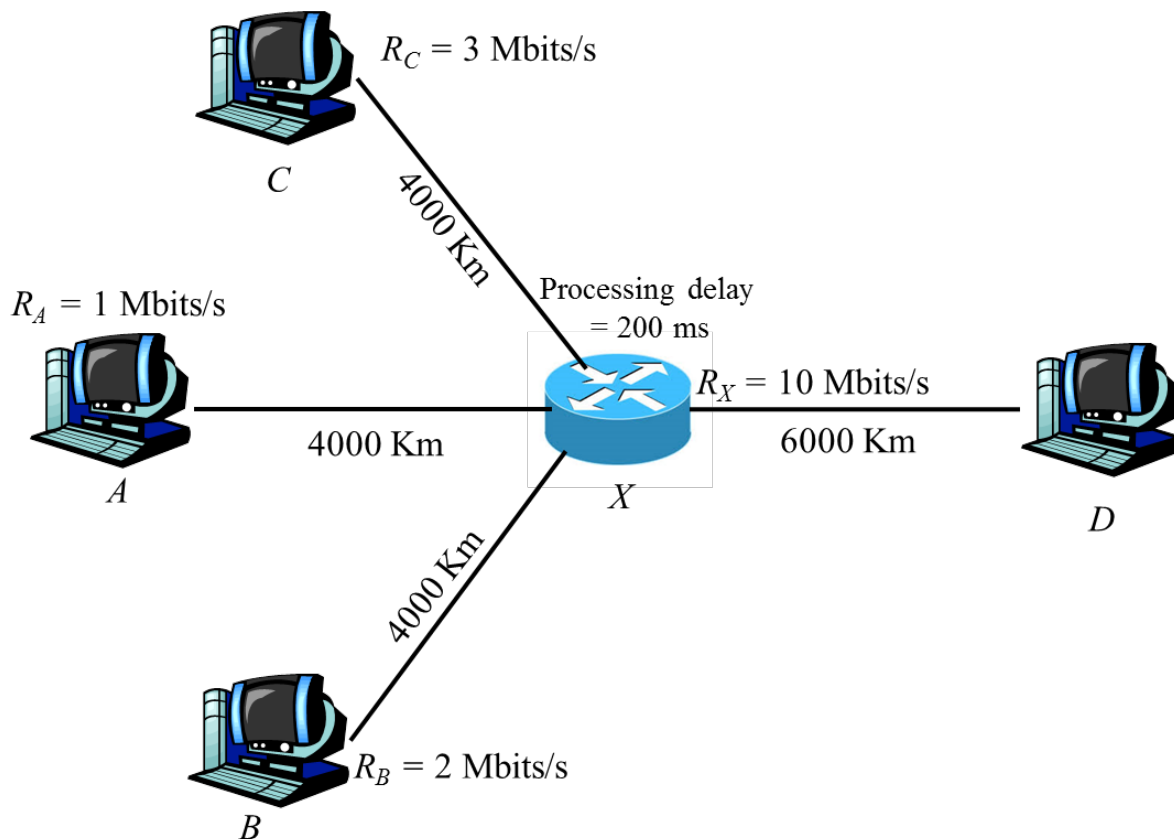 R_C = 3 Mbits/s
C
4000 Km
Processing delay
= 200 ms
R_A = 1 Mbits/s
R_X = 10 Mbits/s
4000 Km
6000 Km
A
X
D
4000 Km
R_B = 2 Mbits/s
B